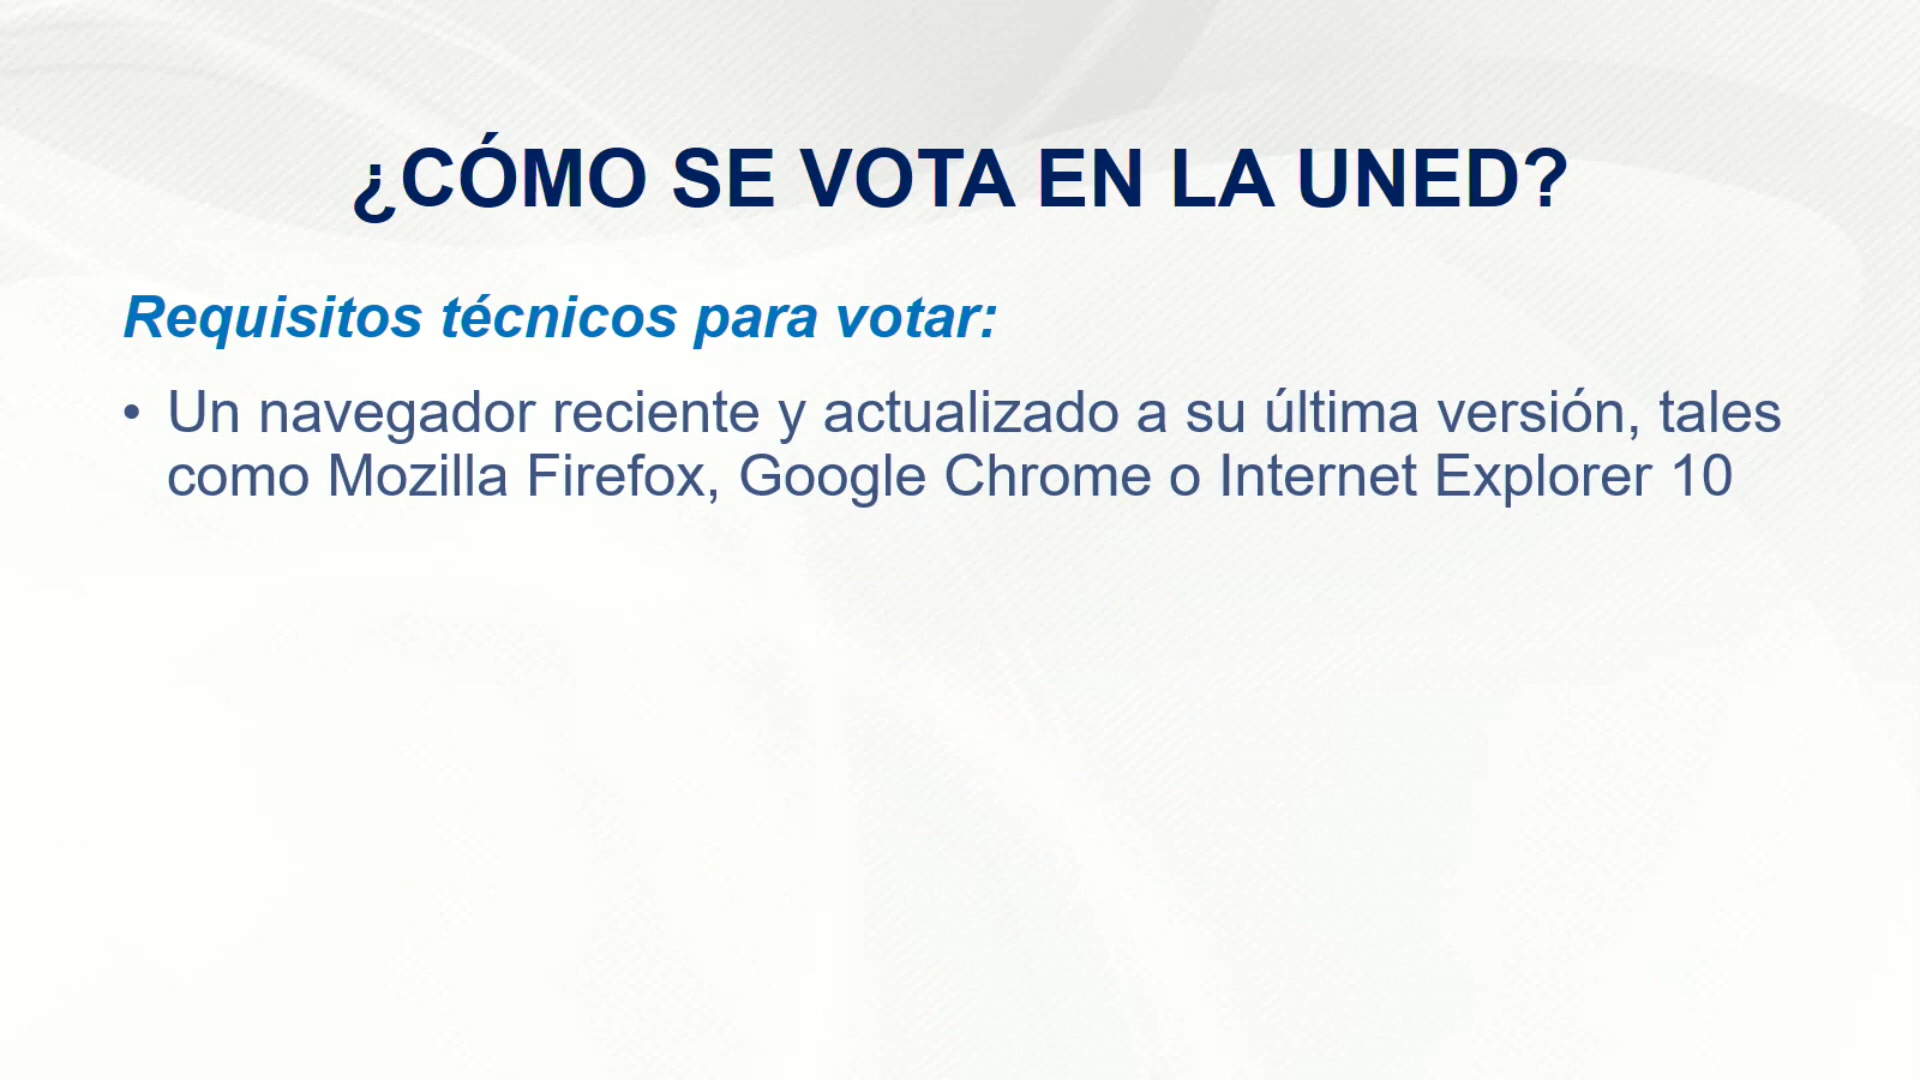 ¿CÓMO SE VOTA EN LA UNED?
Requisitos técnicos para votar:
• Un navegador reciente y actualizado a su última versión, tales
como Mozilla Firefox, Google Chrome o Internet Explorer 10